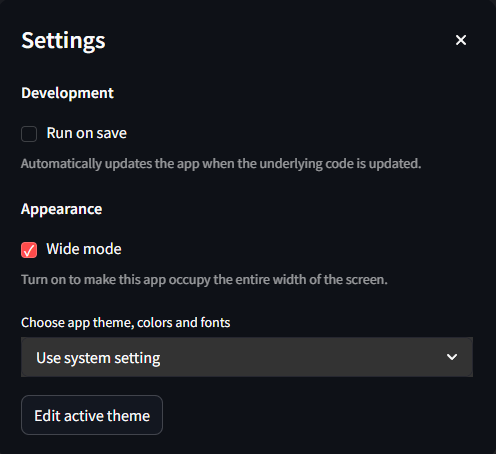 Settings
Development
Run on save
Automatically updates the app when the underlying code is updated.
Appearance
Wide mode
Turn on to make this app occupy the entire width of the screen.
Choose app theme, colors and fonts
Use system setting
Edit active theme